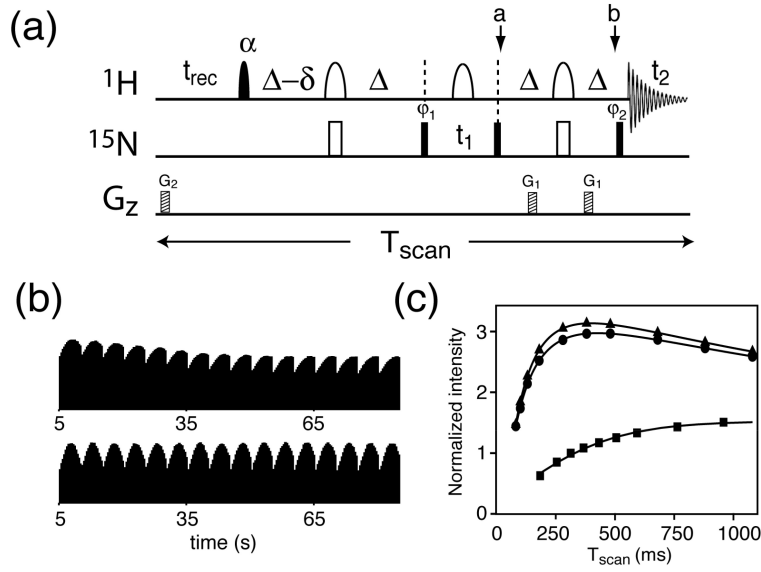 (a)
a b
α
¹H t_rec Δ−δ Δ Δ Δ t₂
φ₁ φ₂
¹⁵N t₁
G₂ G₁ G₁
G_z
T_scan
(b) (c)
5 35 65
5 35 65
time (s)
Normalized intensity
3
2
1
0
0 250 500 750 1000
T_scan (ms)